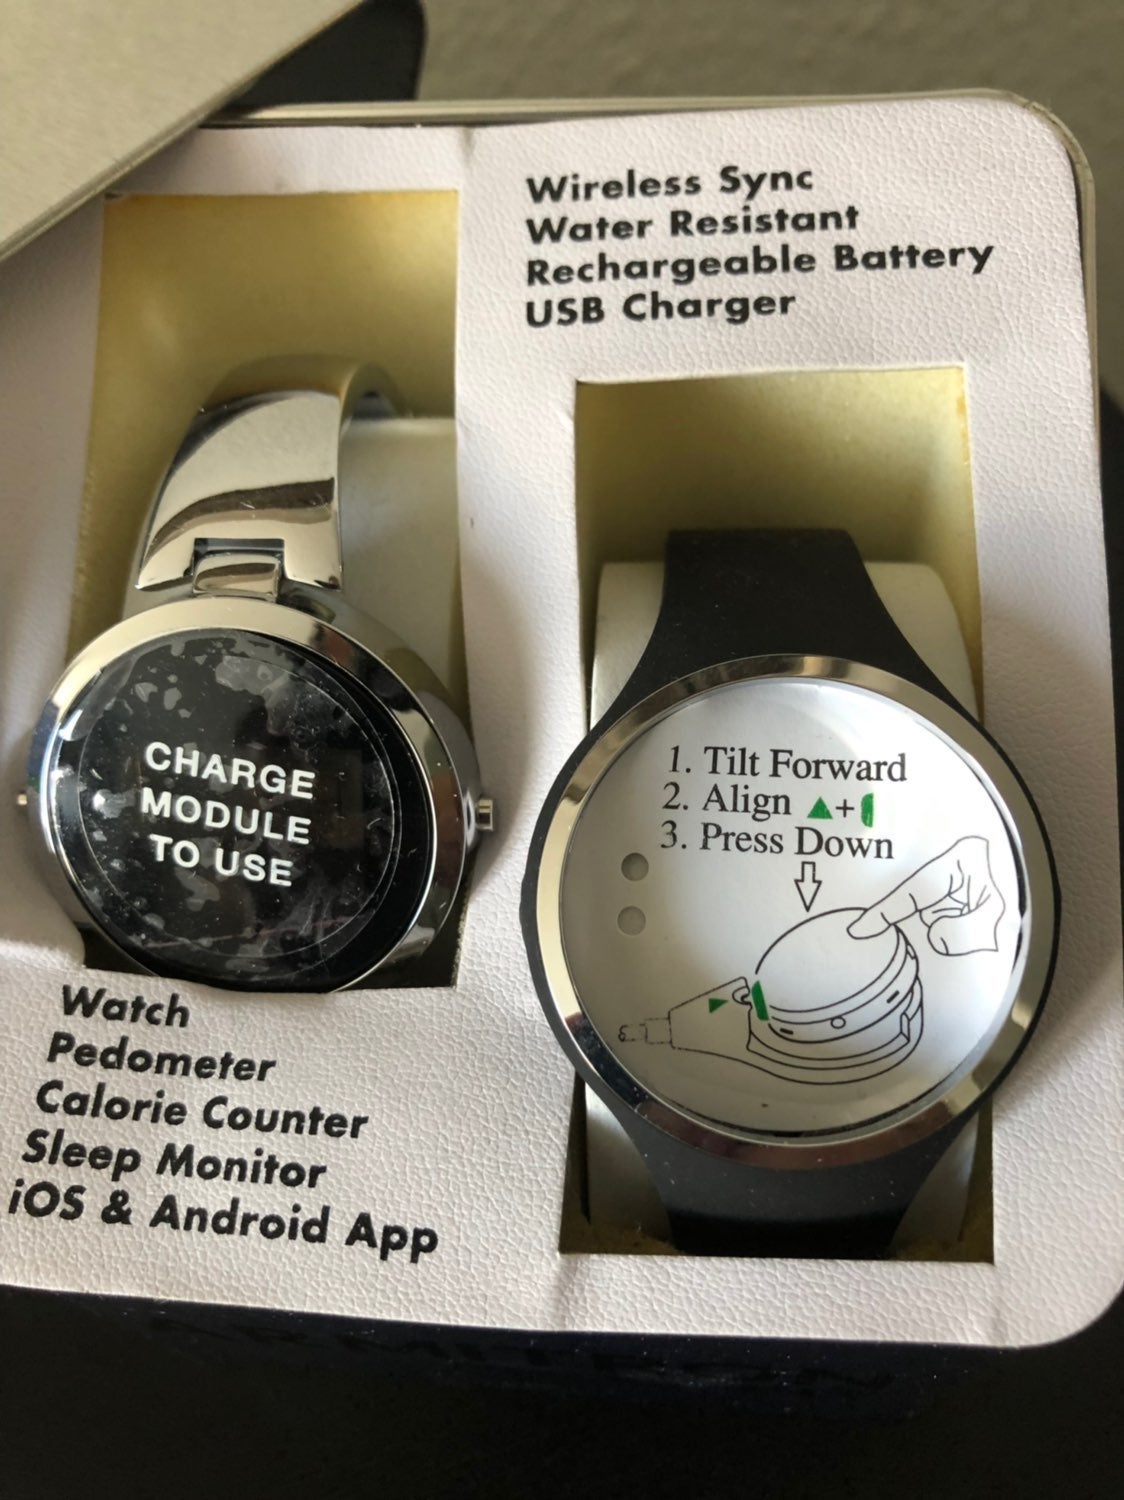 Wireless Sync
Water Resistant
Rechargeable Battery
USB Charger
CHARGE
MODULE
TO USE
1. Tilt Forward
2. Align ▲+
3. Press Down
Watch
Pedometer
Calorie Counter
Sleep Monitor
iOS & Android App
ARMITRON